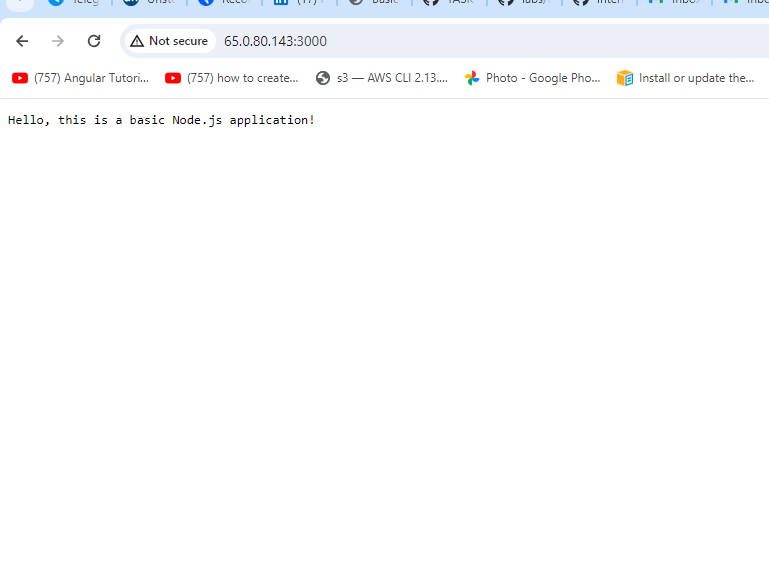 Not secure 65.0.80.143:3000
(757) Angular Tutori... (757) how to create... s3 — AWS CLI 2.13.... Photo - Google Pho... Install or update the...
Hello, this is a basic Node.js application!